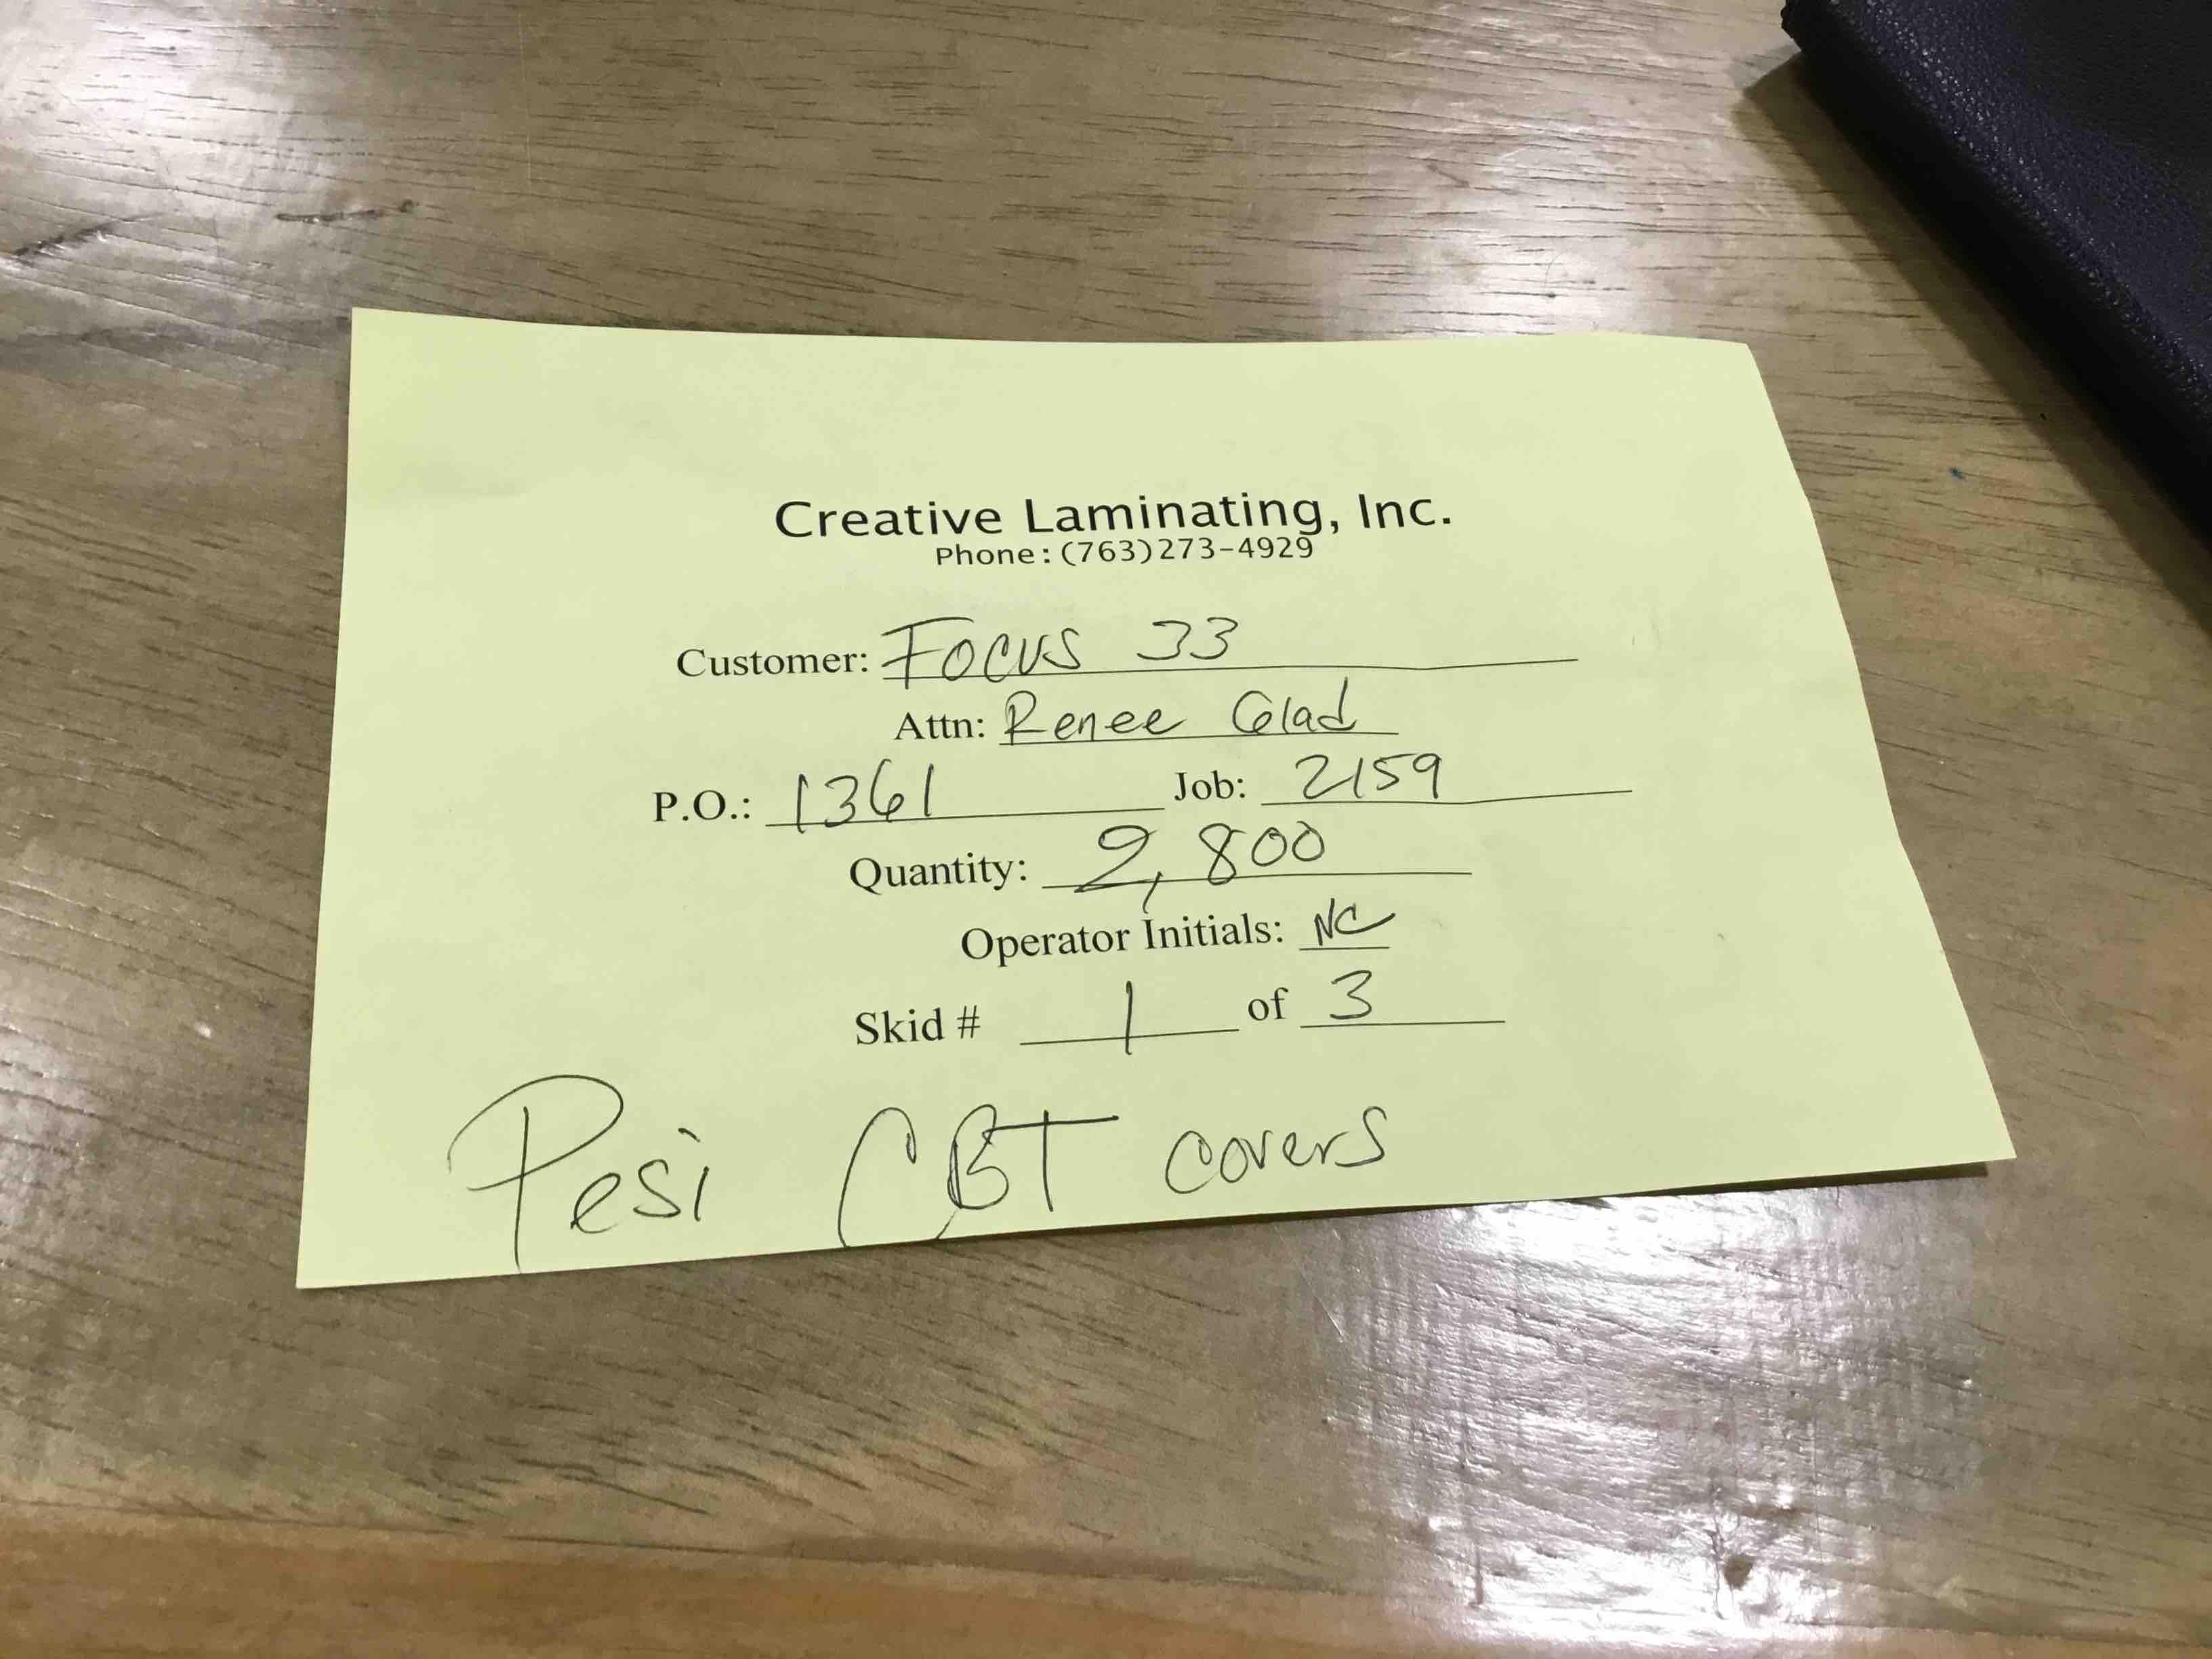 Creative Laminating, Inc.
Phone: (763)273-4929
Customer: Focus 33
Attn: Renee Glad
P.O.: 1361 Job: 2159
Quantity: 2,800
Operator Initials: NC
Skid # 1 of 3
Pesi CBT covers